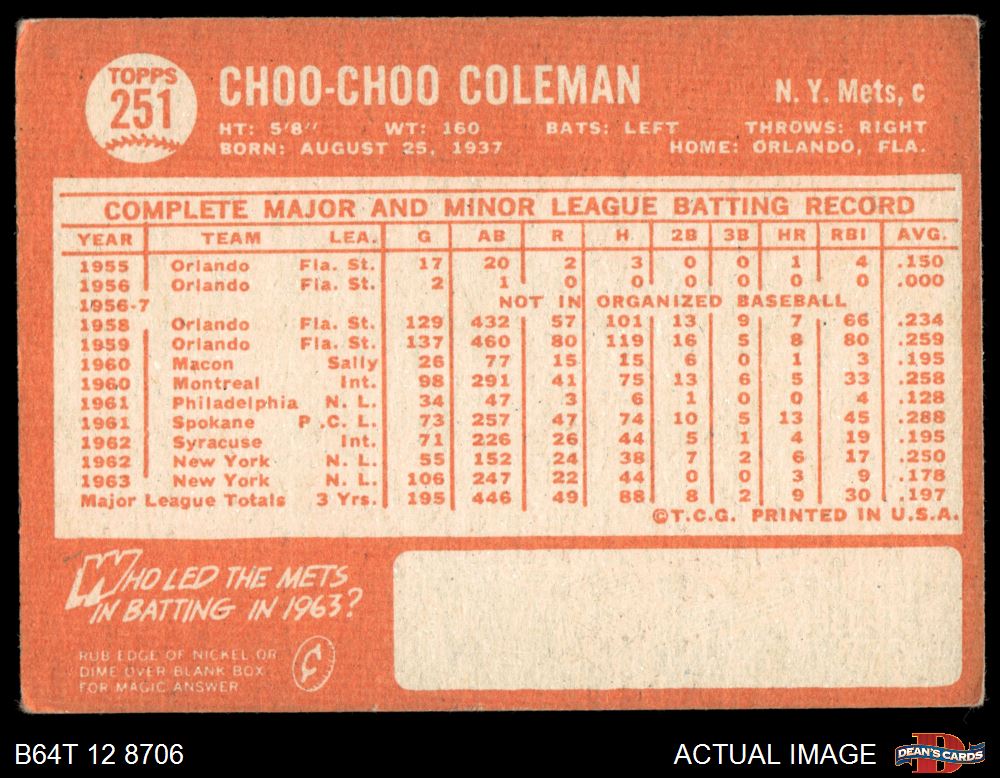 TOPPS
251
CHOO-CHOO COLEMAN
N. Y. Mets, c
HT: 5'8" WT: 160 BATS: LEFT THROWS: RIGHT
BORN: AUGUST 25, 1937 HOME: ORLANDO, FLA.
COMPLETE MAJOR AND MINOR LEAGUE BATTING RECORD
YEAR TEAM LEA. G AB R H 2B 3B HR RBI AVG.
1955 Orlando Fla. St. 17 20 2 3 0 0 1 4 .150
1956 Orlando Fla. St. 2 1 0 0 0 0 0 0 .000
1956-7 NOT IN ORGANIZED BASEBALL
1958 Orlando Fla. St. 129 432 57 101 13 9 7 66 .234
1959 Orlando Fla. St. 137 460 80 119 16 5 8 80 .259
1960 Macon Sally 26 77 15 15 6 0 1 3 .195
1960 Montreal Int. 98 291 41 75 13 6 5 33 .258
1961 Philadelphia N. L. 34 47 3 6 1 0 0 4 .128
1961 Spokane P .C. L. 73 257 47 74 10 5 13 45 .288
1962 Syracuse Int. 71 226 26 44 5 1 4 19 .195
1962 New York N. L. 55 152 24 38 7 2 6 17 .250
1963 New York N. L. 106 247 22 44 0 0 3 9 .178
Major League Totals 3 Yrs. 195 446 49 88 8 2 9 30 .197
©T.C.G. PRINTED IN U.S.A.
WHO LED THE METS
IN BATTING IN 1963?
RUB EDGE OF NICKEL OR
DIME OVER BLANK BOX
FOR MAGIC ANSWER
B64T 12 8706
ACTUAL IMAGE
DEAN'S CARDS